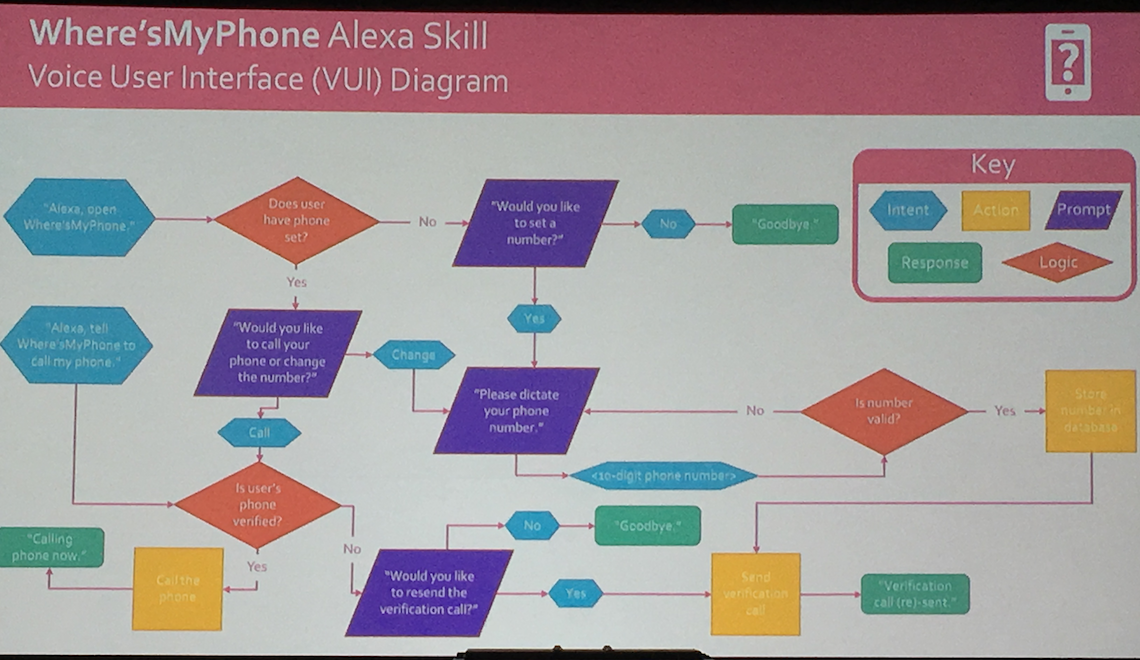 Where'sMyPhone Alexa Skill
Voice User Interface (VUI) Diagram
?
Key
Intent
Action
Prompt
Response
Logic
"Alexa, open
Where'sMyPhone."
Does user
have phone
set?
No
"Would you like
to set a
number?"
No
"Goodbye."
Yes
Yes
"Alexa, tell
Where'sMyPhone to
call my phone."
"Would you like
to call your
phone or change
the number?"
Change
"Please dictate
your phone
number."
No
Is number
valid?
Yes
Store
number in
database
Call
<10-digit phone number>
Is user's
phone
verified?
No
"Goodbye."
No
"Calling
phone now."
Call the
phone
Yes
"Would you like
to resend the
verification call?"
Yes
Send
verification
call
"Verification
call (re)-sent."